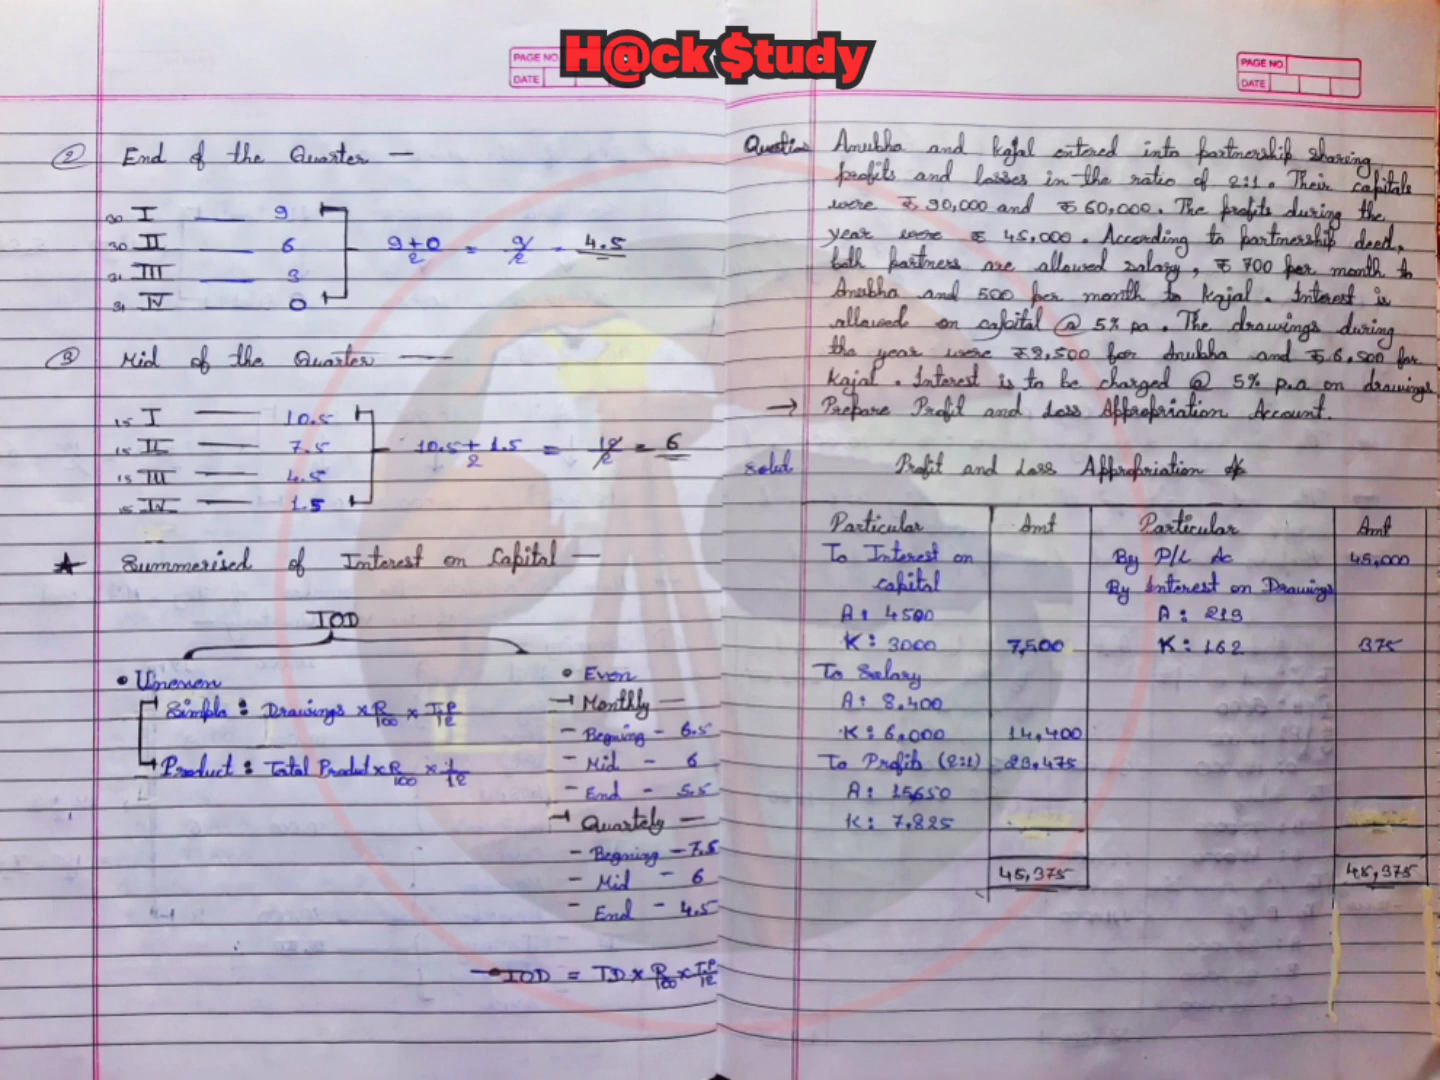 H@ck $tudy
PAGE NO
DATE
② End of the Quarter —
30 I — 9
30 II — 6
31 III — 3
31 IV — 0
9+0/2 = 9/2 = 4.5
③ Mid of the Quarter —
15 I — 10.5
15 II — 7.5
15 III — 4.5
15 IV — 1.5
10.5+1.5/2 = 12/2 = 6
★ Summerised of Interest on Capital —
IOD
• Uneven
Simple : Drawings × R/100 × T.P/12
Product : Total Product × R/100 × 1/12
• Even
Monthly —
- Begning - 6.5
- Mid - 6
- End - 5.5
Quartely —
- Begning - 7.5
- Mid - 6
- End - 4.5
IOD = TD × R/100 × T.P/12
PAGE NO
DATE
Question Anubha and Kajal entered into partnership sharing
profits and losses in the ratio of 2:1. Their capitals
were ₹ 90,000 and ₹ 60,000. The profits during the
year were ₹ 45,000. According to partnership deed,
both partners are allowed salary, ₹ 700 per month to
Anubha and 500 per month to Kajal. Interest is
allowed on capital @ 5% pa. The drawings during
the year were ₹ 8,500 for Anubha and ₹ 6,500 for
Kajal. Interest is to be charged @ 5% p.a on drawings
→ Prepare Profit and Loss Appropriation Account.
Profit and Loss Appropriation A/c
Particular Amt Particular Amt
To Interest on By P/L Ac 45,000
capital By Interest on Drawings
A: 4500 A: 213
K: 3000 7,500 K: 162 375
To Salary
A: 8,400
K: 6,000 14,400
To Profit (2:1) 23,475
A: 15,650
K: 7,825
45,375 45,375